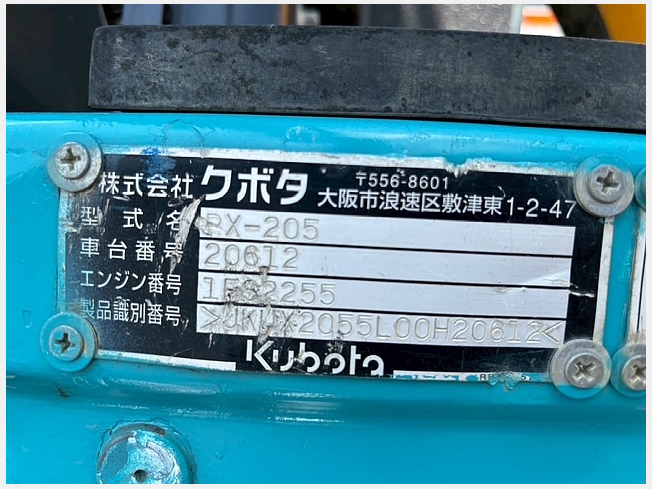 株式会社クボタ 〒556-8601
大阪市浪速区敷津東1-2-47
型式名 RX-205
車台番号 20612
エンジン番号
製品識別番号 >JKUX2055L00H20612<
Kubota